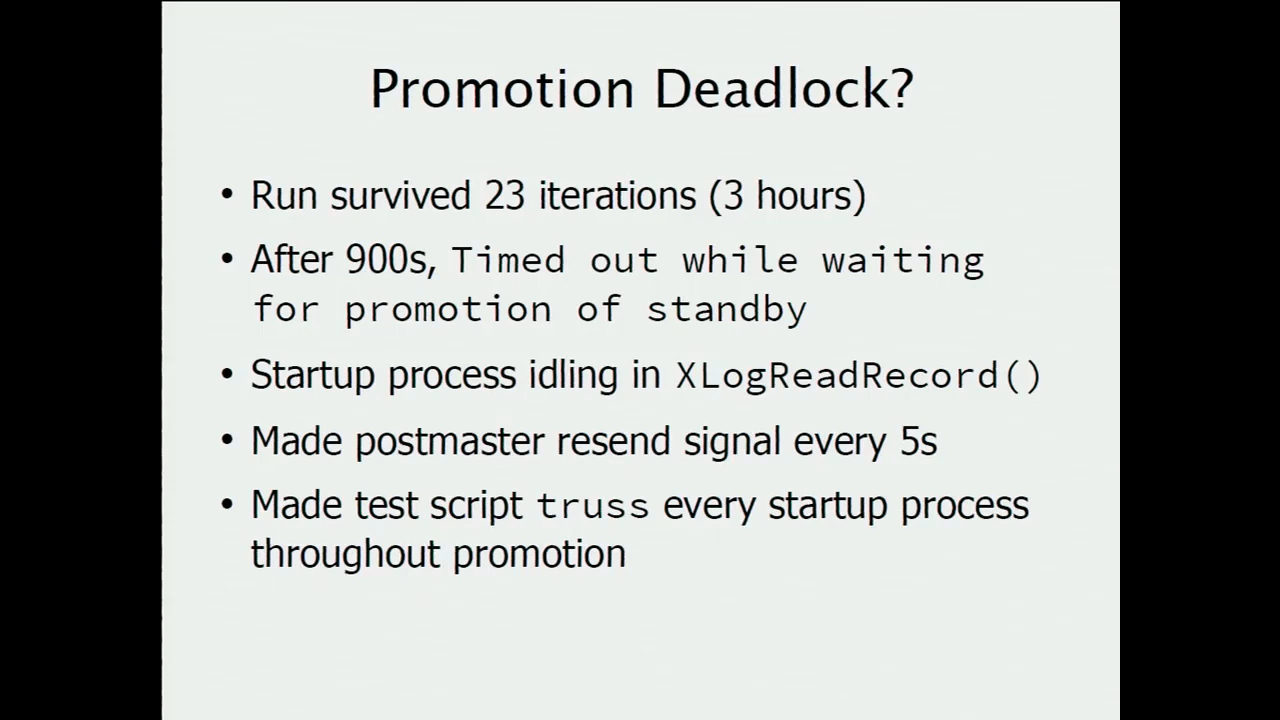 Promotion Deadlock?
• Run survived 23 iterations (3 hours)
• After 900s, Timed out while waiting
for promotion of standby
• Startup process idling in XLogReadRecord()
• Made postmaster resend signal every 5s
• Made test script truss every startup process
throughout promotion